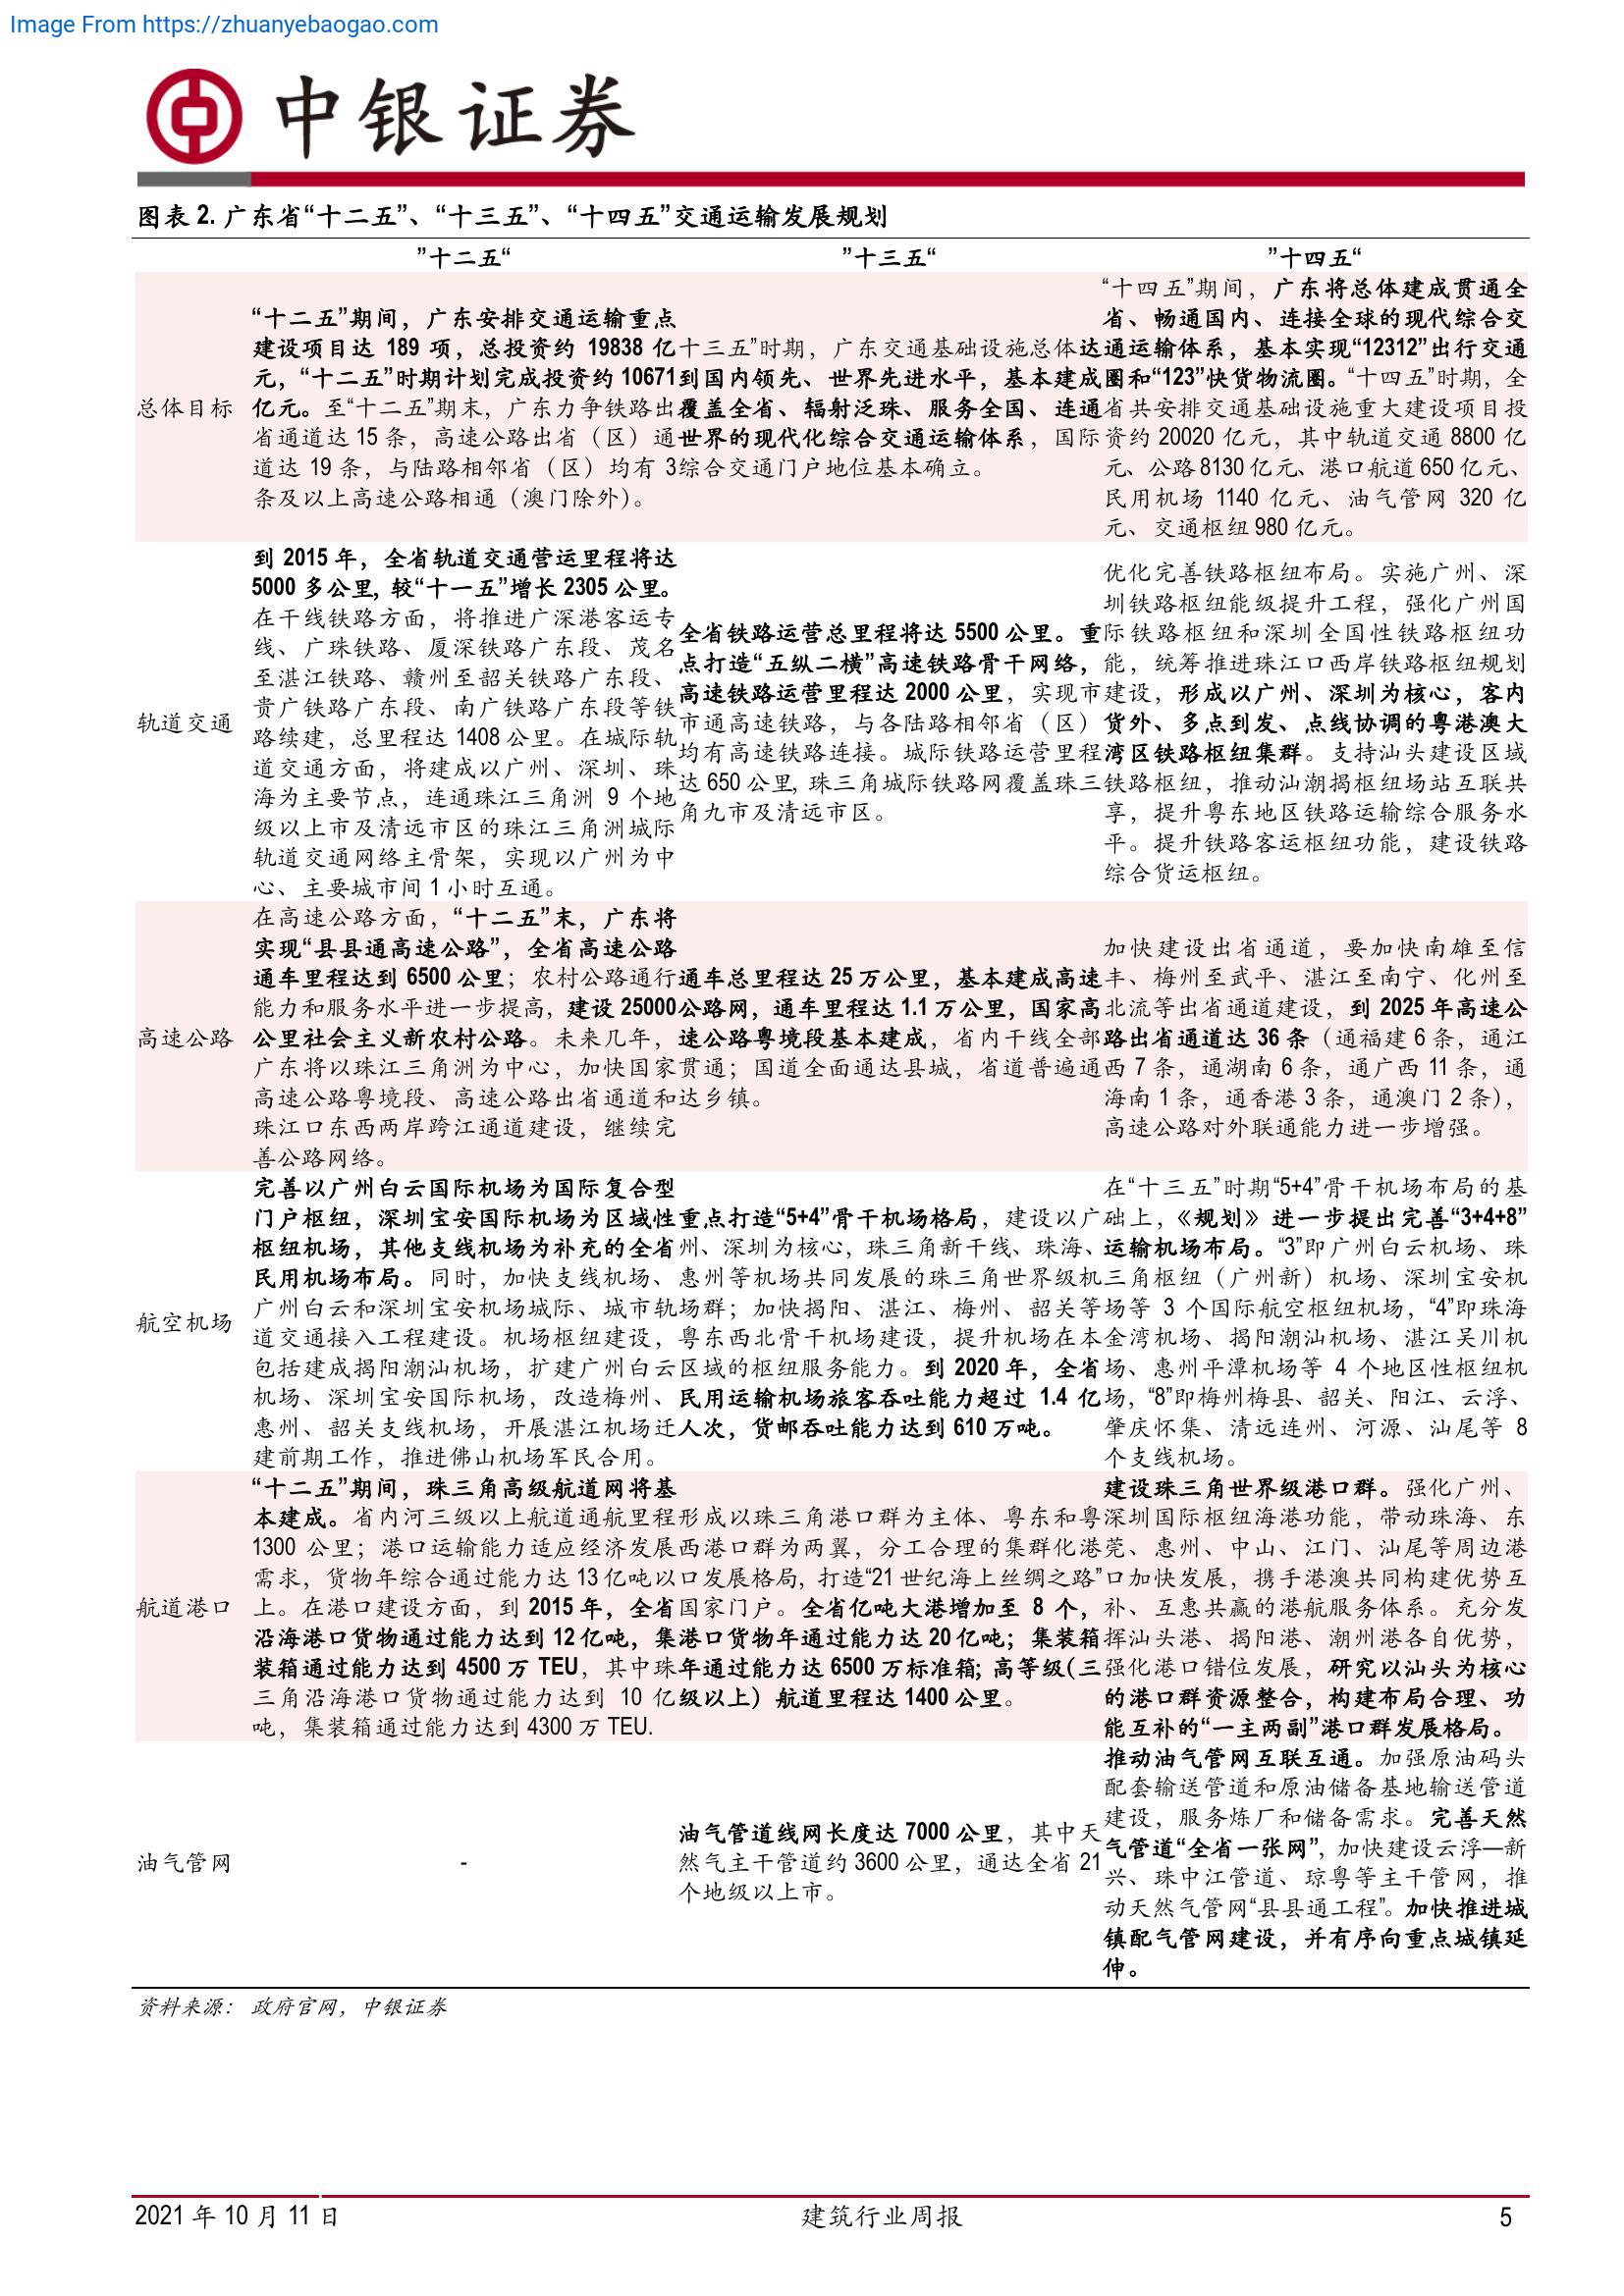 Image From https://zhuanyebaogao.com
中银证券
图表 2. 广东省“十二五”、“十三五”、“十四五”交通运输发展规划
”十二五“
”十三五“
”十四五“
总体目标
“十二五”期间，广东安排交通运输重点
建设项目达 189 项，总投资约 19838 亿
元，“十二五”时期计划完成投资约 10671
亿元。至“十二五”期末，广东力争铁路出
省通道达 15 条，高速公路出省（区）通
道达 19 条，与陆路相邻省（区）均有 3
条及以上高速公路相通（澳门除外）。
十三五”时期，广东交通基础设施总体达
到国内领先、世界先进水平，基本建成
覆盖全省、辐射泛珠、服务全国、连通
世界的现代化综合交通运输体系，国际
综合交通门户地位基本确立。
“十四五”期间，广东将总体建成贯通全
省、畅通国内、连接全球的现代综合交
通运输体系，基本实现“12312”出行交通
圈和“123”快货物流圈。“十四五”时期，全
省共安排交通基础设施重大建设项目投
资约 20020 亿元，其中轨道交通 8800 亿
元、公路 8130 亿元、港口航道 650 亿元、
民用机场 1140 亿元、油气管网 320 亿
元、交通枢纽 980 亿元。
轨道交通
到 2015 年，全省轨道交通营运里程将达
5000 多公里, 较“十一五”增长 2305 公里。
在干线铁路方面，将推进广深港客运专
线、广珠铁路、厦深铁路广东段、茂名
至湛江铁路、赣州至韶关铁路广东段、
贵广铁路广东段、南广铁路广东段等铁
路续建，总里程达 1408 公里。在城际轨
道交通方面，将建成以广州、深圳、珠
海为主要节点，连通珠江三角洲 9 个地
级以上市及清远市区的珠江三角洲城际
轨道交通网络主骨架，实现以广州为中
心、主要城市间 1 小时互通。
全省铁路运营总里程将达 5500 公里。重
点打造“五纵二横”高速铁路骨干网络，
高速铁路运营里程达 2000 公里，实现市
市通高速铁路，与各陆路相邻省（区）
均有高速铁路连接。城际铁路运营里程
达 650 公里, 珠三角城际铁路网覆盖珠三
角九市及清远市区。
优化完善铁路枢纽布局。实施广州、深
圳铁路枢纽能级提升工程，强化广州国
际铁路枢纽和深圳全国性铁路枢纽功
能，统筹推进珠江口西岸铁路枢纽规划
建设，形成以广州、深圳为核心，客内
货外、多点到发、点线协调的粤港澳大
湾区铁路枢纽集群。支持汕头建设区域
铁路枢纽，推动汕潮揭枢纽场站互联共
享，提升粤东地区铁路运输综合服务水
平。提升铁路客运枢纽功能，建设铁路
综合货运枢纽。
高速公路
在高速公路方面，“十二五”末，广东将
实现“县县通高速公路”，全省高速公路
通车里程达到 6500 公里；农村公路通行
能力和服务水平进一步提高, 建设 25000
公里社会主义新农村公路。未来几年，
广东将以珠江三角洲为中心，加快国家
高速公路粤境段、高速公路出省通道和
珠江口东西两岸跨江通道建设，继续完
善公路网络。
通车总里程达 25 万公里，基本建成高速
公路网，通车里程达 1.1 万公里，国家高
速公路粤境段基本建成，省内干线全部
贯通；国道全面通达县城，省道普遍通
达乡镇。
加快建设出省通道，要加快南雄至信
丰、梅州至武平、湛江至南宁、化州至
北流等出省通道建设，到 2025 年高速公
路出省通道达 36 条（通福建 6 条，通江
西 7 条，通湖南 6 条，通广西 11 条，通
海南 1 条，通香港 3 条，通澳门 2 条），
高速公路对外联通能力进一步增强。
航空机场
完善以广州白云国际机场为国际复合型
门户枢纽，深圳宝安国际机场为区域性
枢纽机场，其他支线机场为补充的全省
民用机场布局。同时，加快支线机场、
广州白云和深圳宝安机场城际、城市轨
道交通接入工程建设。机场枢纽建设，
包括建成揭阳潮汕机场，扩建广州白云
机场、深圳宝安国际机场，改造梅州、
惠州、韶关支线机场，开展湛江机场迁
建前期工作，推进佛山机场军民合用。
重点打造“5+4”骨干机场格局，建设以广
州、深圳为核心，珠三角新干线、珠海、
惠州等机场共同发展的珠三角世界级机
场群；加快揭阳、湛江、梅州、韶关等
粤东西北骨干机场建设，提升机场在本
区域的枢纽服务能力。到 2020 年，全省
民用运输机场旅客吞吐能力超过 1.4 亿
人次，货邮吞吐能力达到 610 万吨。
在“十三五”时期“5+4”骨干机场布局的基
础上，《规划》进一步提出完善“3+4+8”
运输机场布局。“3”即广州白云机场、珠
三角枢纽（广州新）机场、深圳宝安机
场等 3 个国际航空枢纽机场，“4”即珠海
金湾机场、揭阳潮汕机场、湛江吴川机
场、惠州平潭机场等 4 个地区性枢纽机
场，“8”即梅州梅县、韶关、阳江、云浮、
肇庆怀集、清远连州、河源、汕尾等 8
个支线机场。
航道港口
“十二五”期间，珠三角高级航道网将基
本建成。省内河三级以上航道通航里程
1300 公里；港口运输能力适应经济发展
需求，货物年综合通过能力达 13 亿吨以
上。在港口建设方面，到 2015 年，全省
沿海港口货物通过能力达到 12 亿吨，集
装箱通过能力达到 4500 万 TEU，其中珠
三角沿海港口货物通过能力达到 10 亿
吨，集装箱通过能力达到 4300 万 TEU.
形成以珠三角港口群为主体、粤东和粤
西港口群为两翼，分工合理的集群化港
口发展格局, 打造“21 世纪海上丝绸之路”
国家门户。全省亿吨大港增加至 8 个，
港口货物年通过能力达 20 亿吨；集装箱
年通过能力达 6500 万标准箱; 高等级(三
级以上）航道里程达 1400 公里。
建设珠三角世界级港口群。强化广州、
深圳国际枢纽海港功能，带动珠海、东
莞、惠州、中山、江门、汕尾等周边港
口加快发展，携手港澳共同构建优势互
补、互惠共赢的港航服务体系。充分发
挥汕头港、揭阳港、潮州港各自优势，
强化港口错位发展，研究以汕头为核心
的港口群资源整合，构建布局合理、功
能互补的“一主两副”港口群发展格局。
油气管网
-
油气管道线网长度达 7000 公里，其中天
然气主干管道约 3600 公里，通达全省 21
个地级以上市。
推动油气管网互联互通。加强原油码头
配套输送管道和原油储备基地输送管道
建设，服务炼厂和储备需求。完善天然
气管道“全省一张网”，加快建设云浮—新
兴、珠中江管道、琼粤等主干管网，推
动天然气管网“县县通工程”。加快推进城
镇配气管网建设，并有序向重点城镇延
伸。
资料来源：政府官网，中银证券
2021 年 10 月 11 日
建筑行业周报
5